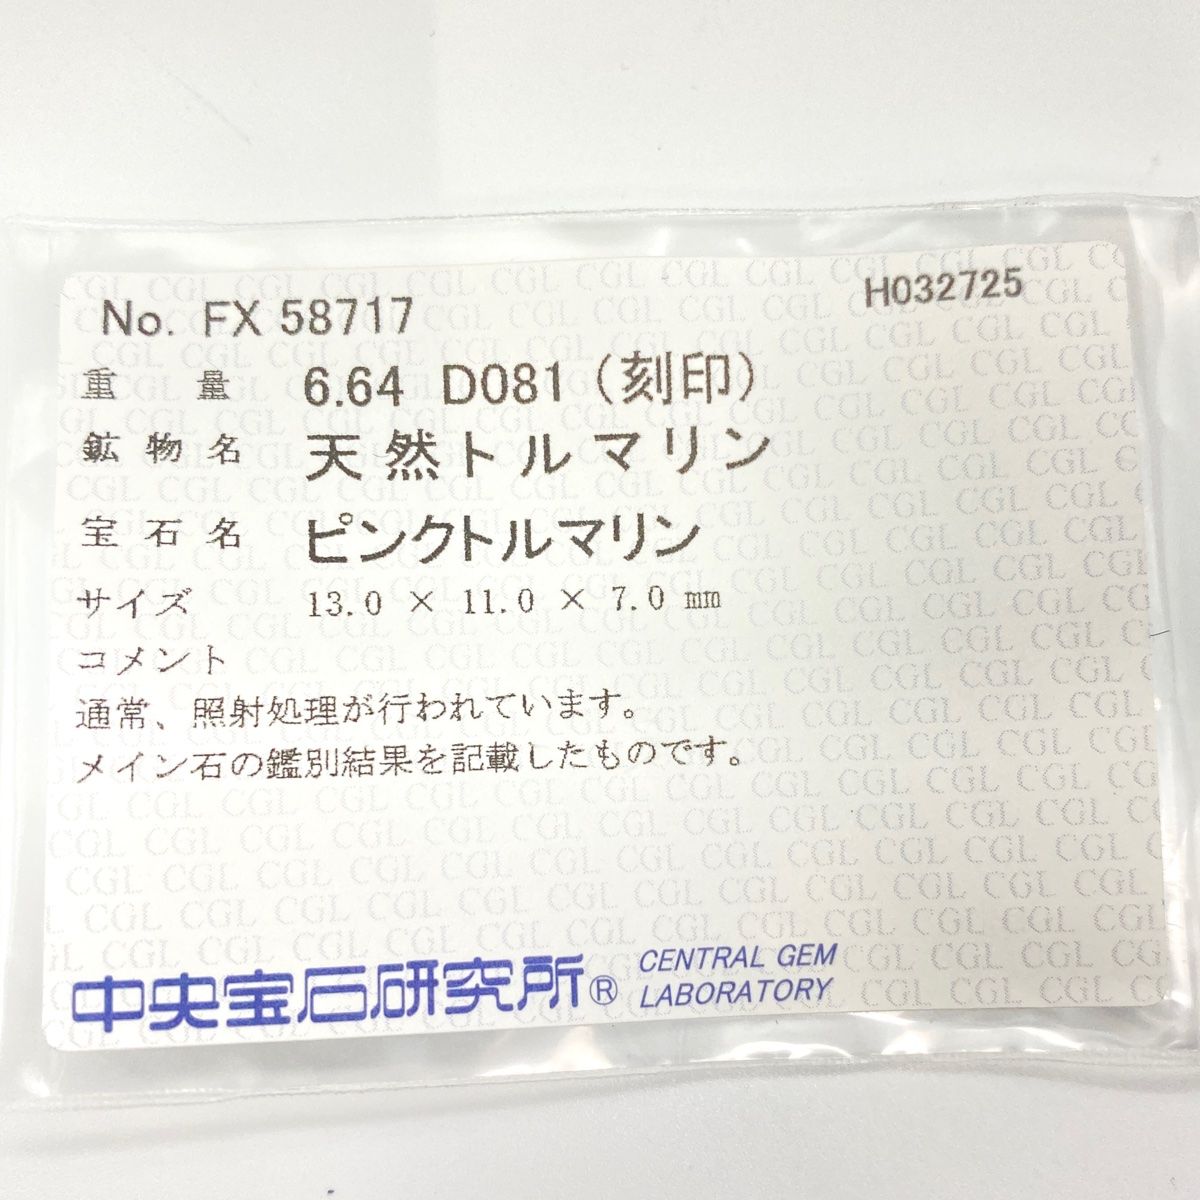 H032725
No. FX 58717
重量 6.64 D081 (刻印)
鉱物名 天然トルマリン
宝石名 ピンクトルマリン
サイズ 13.0 × 11.0 × 7.0 mm
コメント
通常、照射処理が行われています。
メイン石の鑑別結果を記載したものです。
中央宝石研究所® CENTRAL GEM
LABORATORY